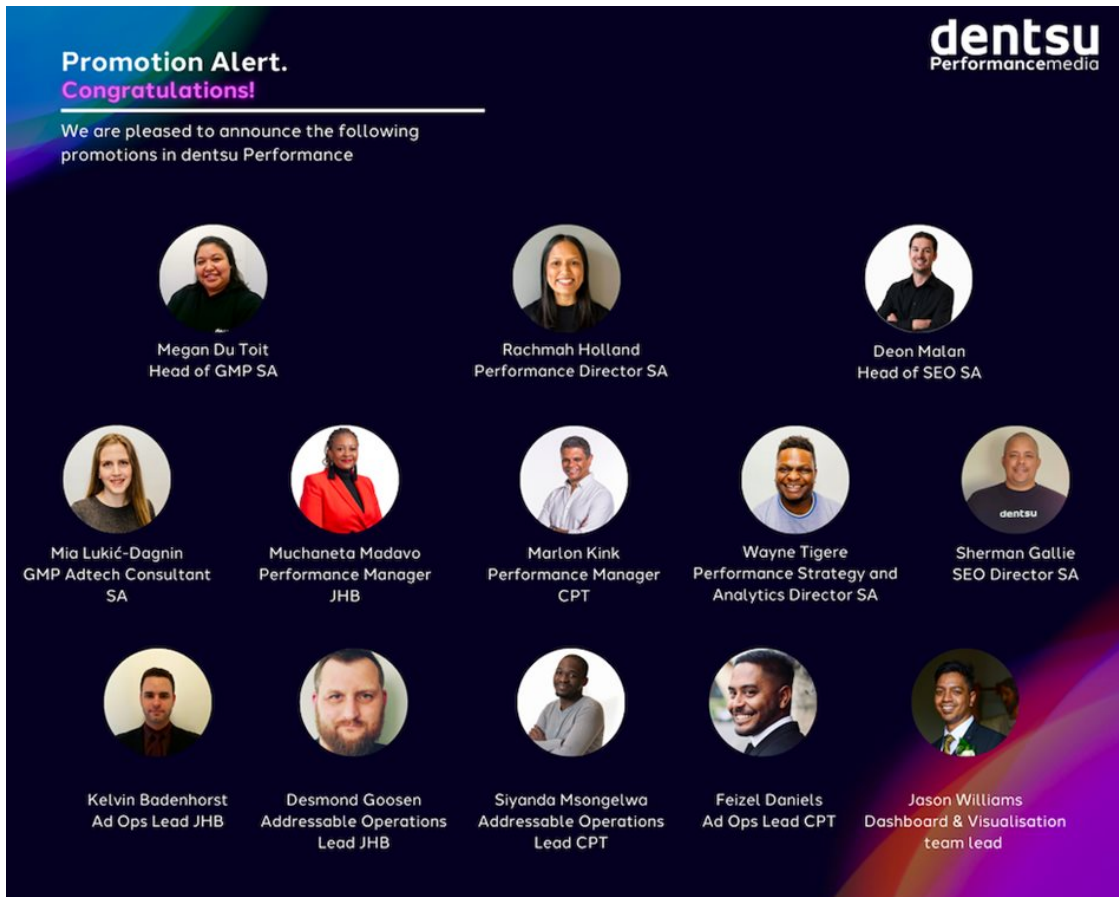 dentsu
Performancemedia
Promotion Alert.
Congratulations!
We are pleased to announce the following
promotions in dentsu Performance
Megan Du Toit
Head of GMP SA
Rachmah Holland
Performance Director SA
Deon Malan
Head of SEO SA
Mia Lukić-Dagnin
GMP Adtech Consultant
SA
Muchaneta Madavo
Performance Manager
JHB
Marlon Kink
Performance Manager
CPT
Wayne Tigere
Performance Strategy and
Analytics Director SA
dentsu
Sherman Gallie
SEO Director SA
Kelvin Badenhorst
Ad Ops Lead JHB
Desmond Goosen
Addressable Operations
Lead JHB
Siyanda Msongelwa
Addressable Operations
Lead CPT
Feizel Daniels
Ad Ops Lead CPT
Jason Williams
Dashboard & Visualisation
team lead